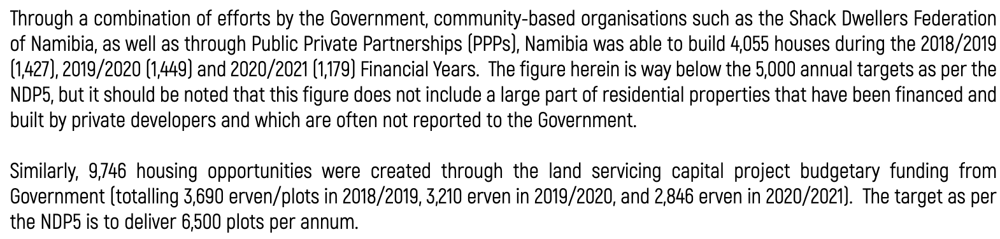 Through a combination of efforts by the Government, community-based organisations such as the Shack Dwellers Federation
of Namibia, as well as through Public Private Partnerships (PPPs), Namibia was able to build 4,055 houses during the 2018/2019
(1,427), 2019/2020 (1,449) and 2020/2021 (1,179) Financial Years.  The figure herein is way below the 5,000 annual targets as per the
NDP5, but it should be noted that this figure does not include a large part of residential properties that have been financed and
built by private developers and which are often not reported to the Government.
Similarly, 9,746 housing opportunities were created through the land servicing capital project budgetary funding from
Government (totalling 3,690 erven/plots in 2018/2019, 3,210 erven in 2019/2020, and 2,846 erven in 2020/2021).  The target as per
the NDP5 is to deliver 6,500 plots per annum.